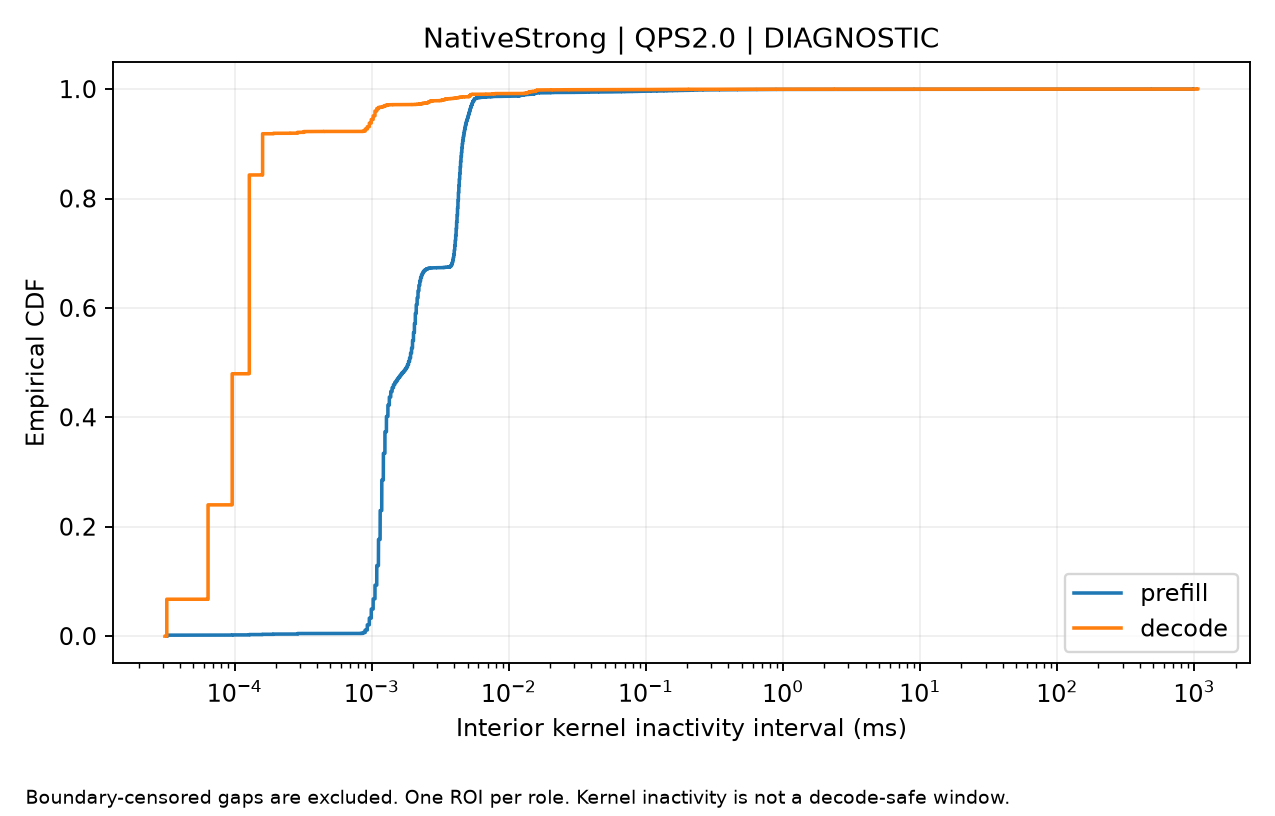 NativeStrong | QPS2.0 | DIAGNOSTIC
1.0
0.8
0.6
0.4
0.2
0.0
Empirical CDF
prefill
decode
10⁻⁴ 10⁻³ 10⁻² 10⁻¹ 10⁰ 10¹ 10² 10³
Interior kernel inactivity interval (ms)
Boundary-censored gaps are excluded. One ROI per role. Kernel inactivity is not a decode-safe window.